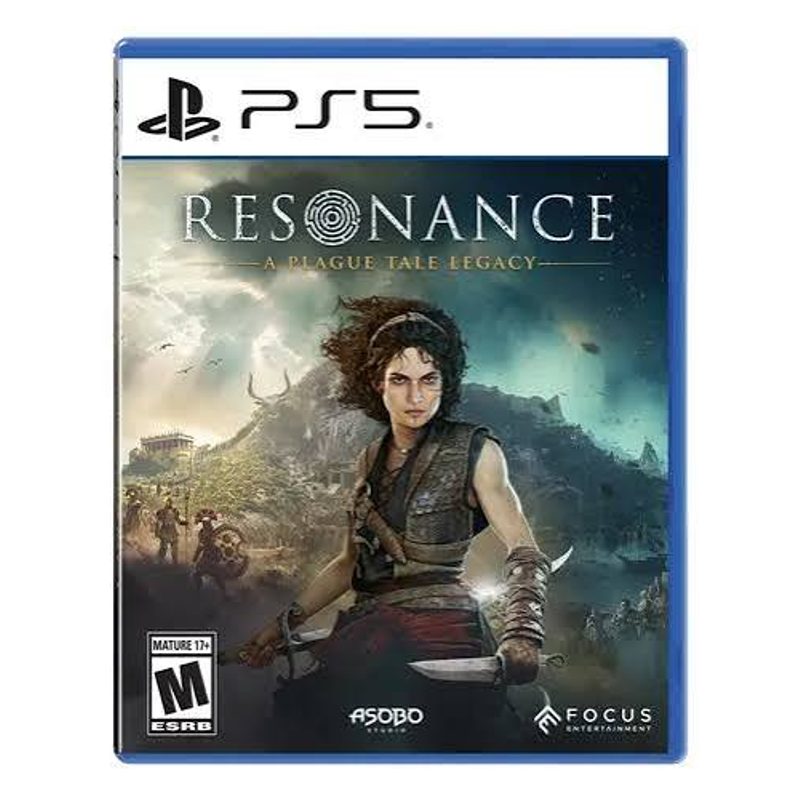 PS5
RESONANCE
A PLAGUE TALE LEGACY
MATURE 17+
M
ESRB
ASOBO
STUDIO
FOCUS
ENTERTAINMENT